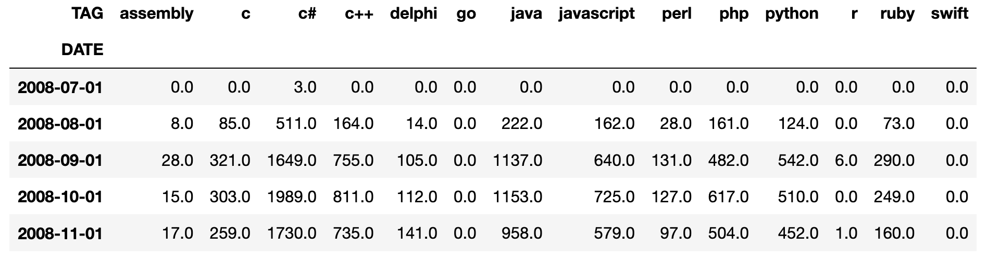 TAG assembly c c# c++ delphi go java javascript perl php python r ruby swift
DATE
2008-07-01 0.0 0.0 3.0 0.0 0.0 0.0 0.0 0.0 0.0 0.0 0.0 0.0 0.0 0.0
2008-08-01 8.0 85.0 511.0 164.0 14.0 0.0 222.0 162.0 28.0 161.0 124.0 0.0 73.0 0.0
2008-09-01 28.0 321.0 1649.0 755.0 105.0 0.0 1137.0 640.0 131.0 482.0 542.0 6.0 290.0 0.0
2008-10-01 15.0 303.0 1989.0 811.0 112.0 0.0 1153.0 725.0 127.0 617.0 510.0 0.0 249.0 0.0
2008-11-01 17.0 259.0 1730.0 735.0 141.0 0.0 958.0 579.0 97.0 504.0 452.0 1.0 160.0 0.0